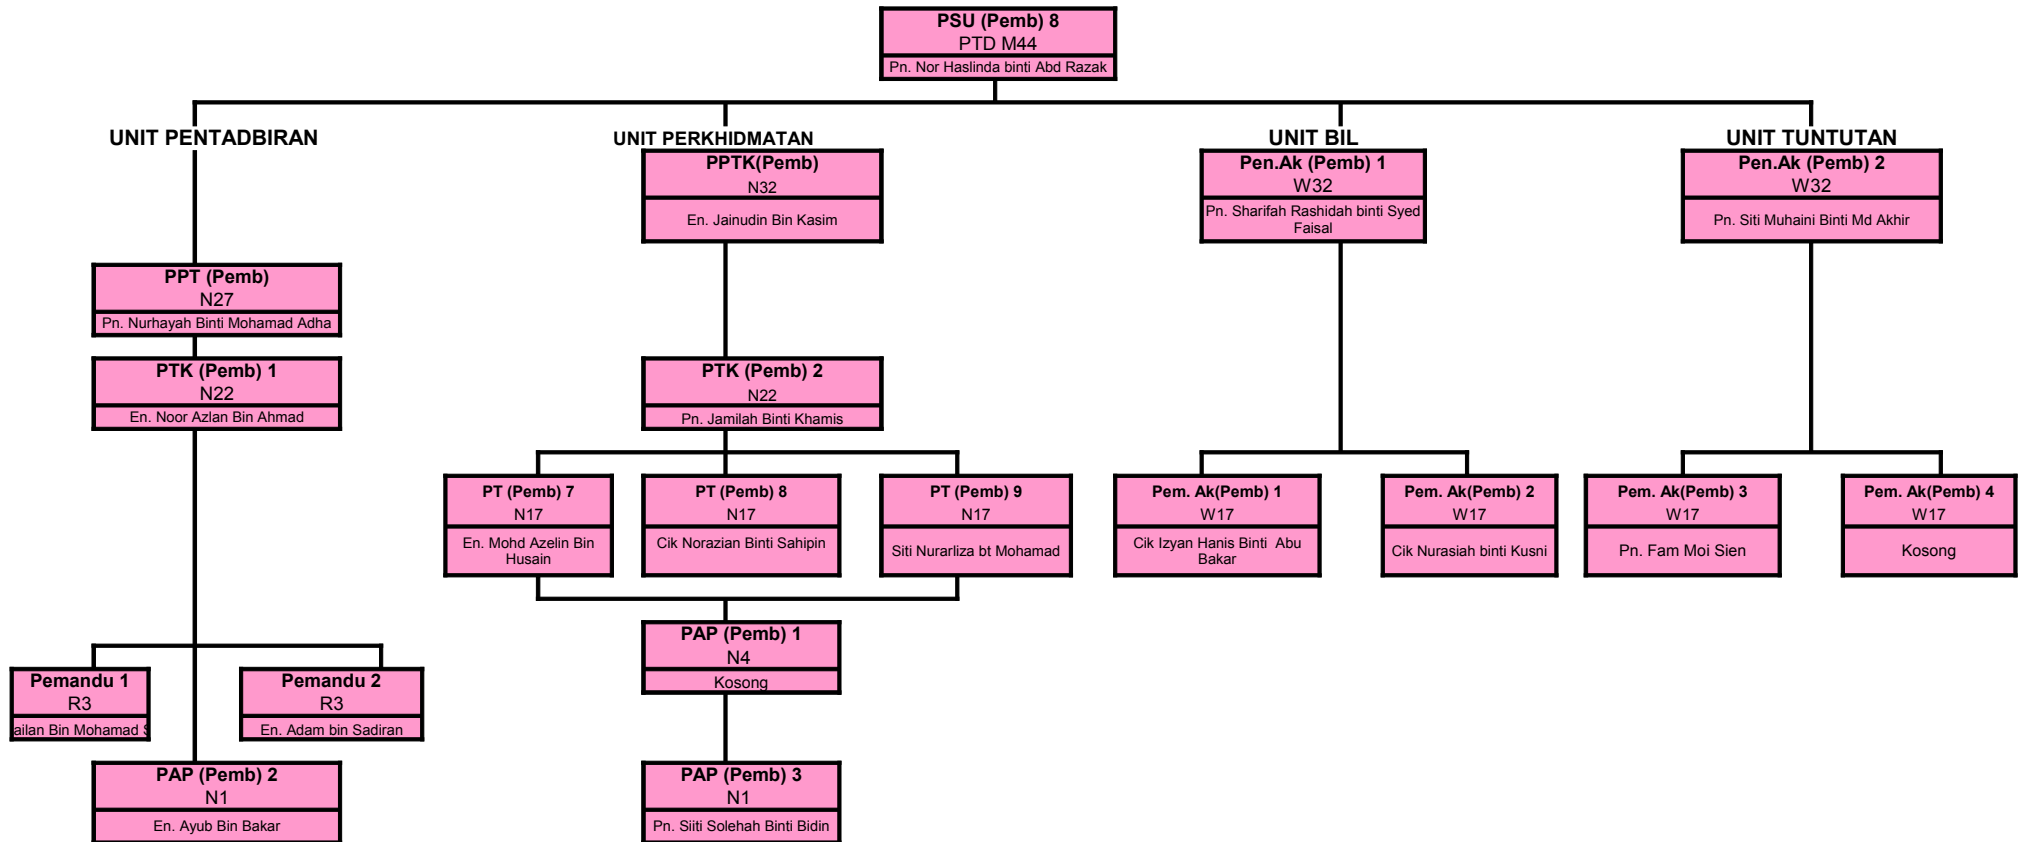 PSU (Pemb) 8
PTD M44
Pn. Nor Haslinda binti Abd Razak
UNIT PENTADBIRAN
UNIT PERKHIDMATAN
UNIT BIL
UNIT TUNTUTAN
PPTK(Pemb)
N32
En. Jainudin Bin Kasim
Pen.Ak (Pemb) 1
W32
Pn. Sharifah Rashidah binti Syed
Faisal
Pen.Ak (Pemb) 2
W32
Pn. Siti Muhaini Binti Md Akhir
PPT (Pemb)
N27
Pn. Nurhayah Binti Mohamad Adha
PTK (Pemb) 1
N22
En. Noor Azlan Bin Ahmad
PTK (Pemb) 2
N22
Pn. Jamilah Binti Khamis
PT (Pemb) 7
N17
En. Mohd Azelin Bin
Husain
PT (Pemb) 8
N17
Cik Norazian Binti Sahipin
PT (Pemb) 9
N17
Siti Nurarliza bt Mohamad
Pem. Ak(Pemb) 1
W17
Cik Izyan Hanis Binti  Abu
Bakar
Pem. Ak(Pemb) 2
W17
Cik Nurasiah binti Kusni
Pem. Ak(Pemb) 3
W17
Pn. Fam Moi Sien
Pem. Ak(Pemb) 4
W17
Kosong
PAP (Pemb) 1
N4
Kosong
Pemandu 1
R3
ailan Bin Mohamad S
Pemandu 2
R3
En. Adam bin Sadiran
PAP (Pemb) 2
N1
En. Ayub Bin Bakar
PAP (Pemb) 3
N1
Pn. Siiti Solehah Binti Bidin